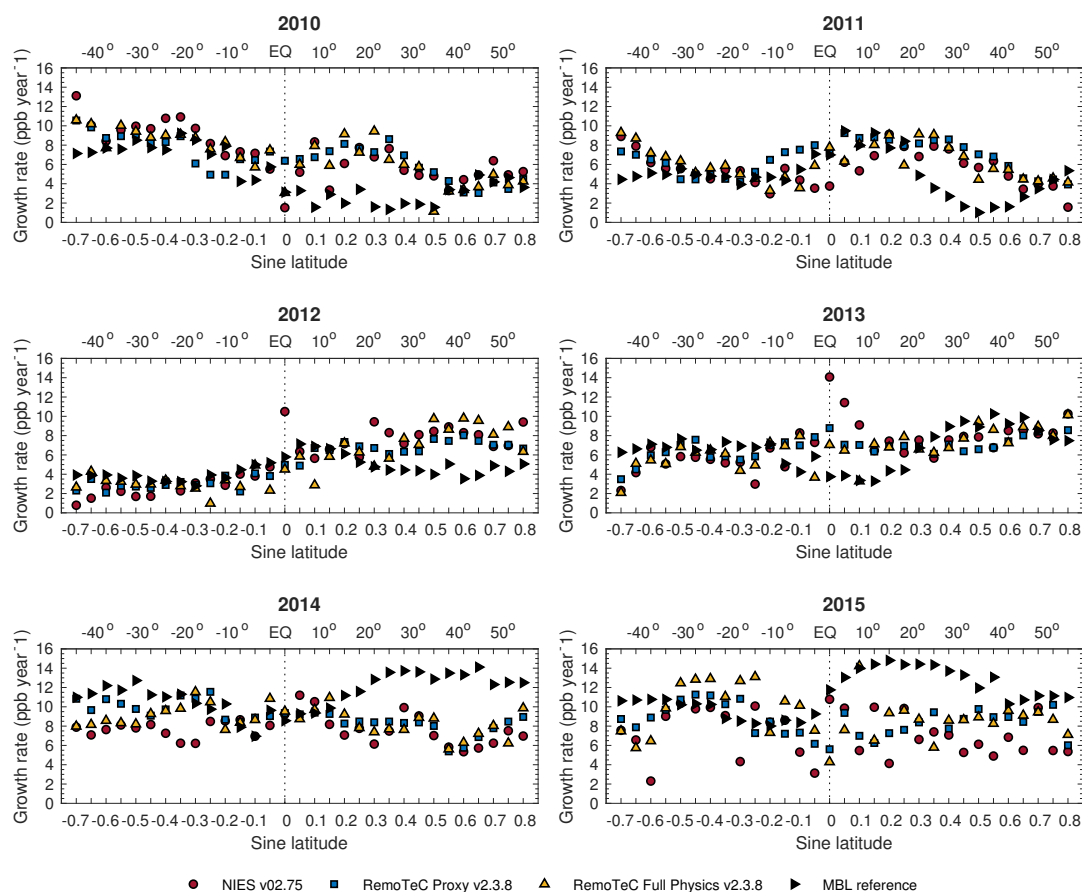 2010
-40° -30° -20° -10° EQ 10° 20° 30° 40° 50°
16
14
12
10
8
6
4
2
0
Growth rate (ppb year⁻¹)
-0.7 -0.6 -0.5 -0.4 -0.3 -0.2 -0.1 0 0.1 0.2 0.3 0.4 0.5 0.6 0.7 0.8
Sine latitude
2011
-40° -30° -20° -10° EQ 10° 20° 30° 40° 50°
16
14
12
10
8
6
4
2
0
Growth rate (ppb year⁻¹)
-0.7 -0.6 -0.5 -0.4 -0.3 -0.2 -0.1 0 0.1 0.2 0.3 0.4 0.5 0.6 0.7 0.8
Sine latitude
2012
-40° -30° -20° -10° EQ 10° 20° 30° 40° 50°
16
14
12
10
8
6
4
2
0
Growth rate (ppb year⁻¹)
-0.7 -0.6 -0.5 -0.4 -0.3 -0.2 -0.1 0 0.1 0.2 0.3 0.4 0.5 0.6 0.7 0.8
Sine latitude
2013
-40° -30° -20° -10° EQ 10° 20° 30° 40° 50°
16
14
12
10
8
6
4
2
0
Growth rate (ppb year⁻¹)
-0.7 -0.6 -0.5 -0.4 -0.3 -0.2 -0.1 0 0.1 0.2 0.3 0.4 0.5 0.6 0.7 0.8
Sine latitude
2014
-40° -30° -20° -10° EQ 10° 20° 30° 40° 50°
16
14
12
10
8
6
4
2
0
Growth rate (ppb year⁻¹)
-0.7 -0.6 -0.5 -0.4 -0.3 -0.2 -0.1 0 0.1 0.2 0.3 0.4 0.5 0.6 0.7 0.8
Sine latitude
2015
-40° -30° -20° -10° EQ 10° 20° 30° 40° 50°
16
14
12
10
8
6
4
2
0
Growth rate (ppb year⁻¹)
-0.7 -0.6 -0.5 -0.4 -0.3 -0.2 -0.1 0 0.1 0.2 0.3 0.4 0.5 0.6 0.7 0.8
Sine latitude
NIES v02.75 RemoTeC Proxy v2.3.8 RemoTeC Full Physics v2.3.8 MBL reference